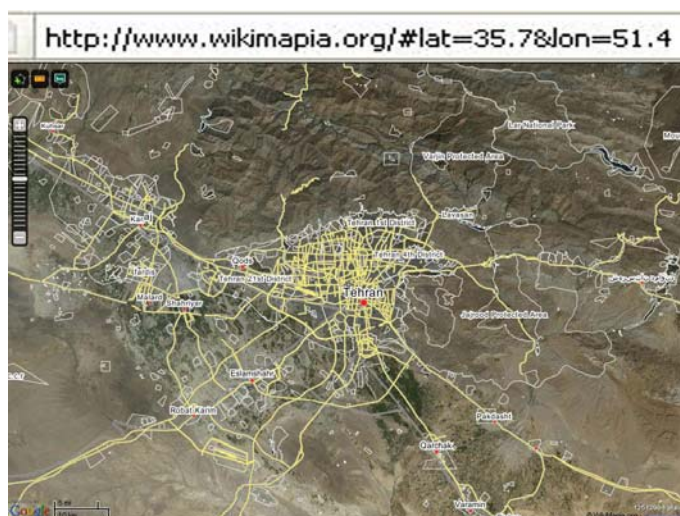 http://www.wikimapia.org/#lat=35.7&lon=51.4
Kuhsar
Lar National Park
Varjin Protected Area
Karaj
Tehran 1st District
Lavasan
Qods
Tehran 4th District
Tehran 21st District
Malard
Shahriyar
Tehran
Jajrood Protected Area
Eslamshahr
Robat Karim
Pakdasht
Qarchak
Varamin
Google